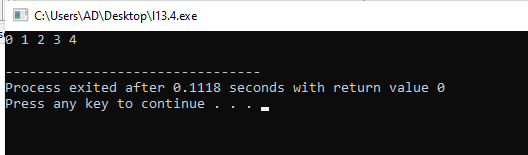 C:\Users\AD\Desktop\I13.4.exe
0 1 2 3 4
--------------------------------
Process exited after 0.1118 seconds with return value 0
Press any key to continue . . .